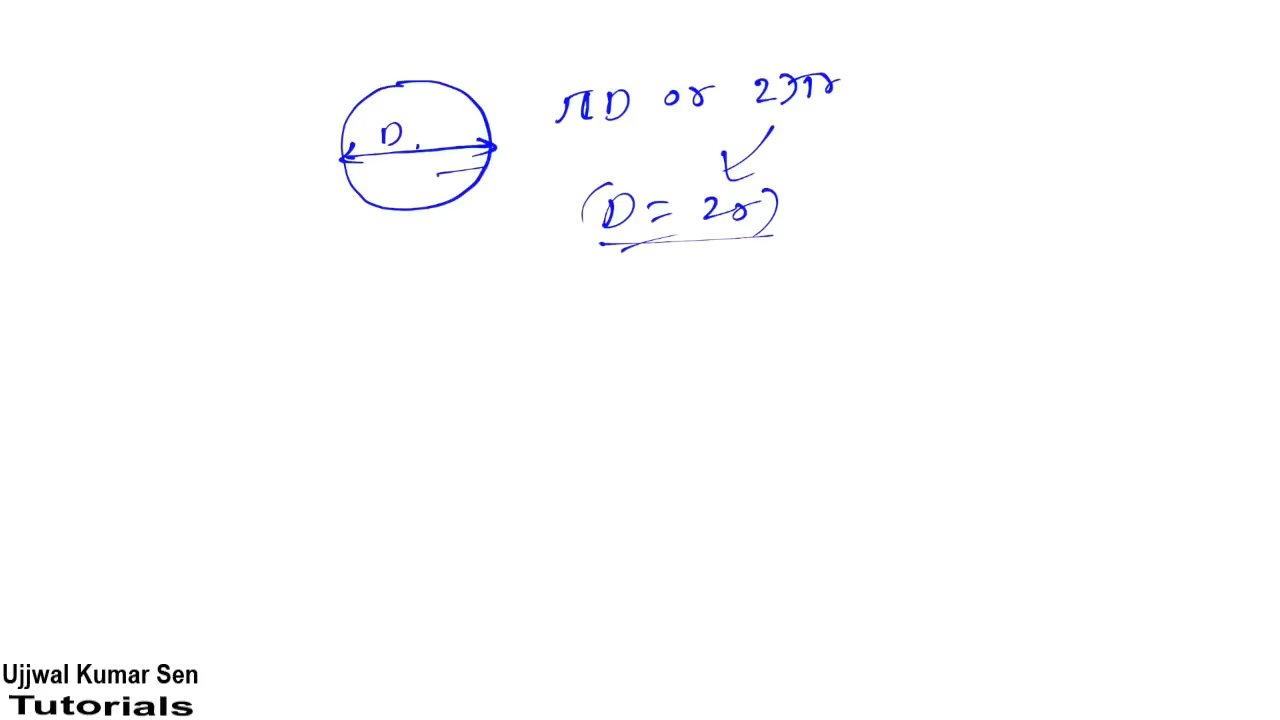 D
πD or 2πr
(D = 2r)
Ujjwal Kumar Sen
Tutorials